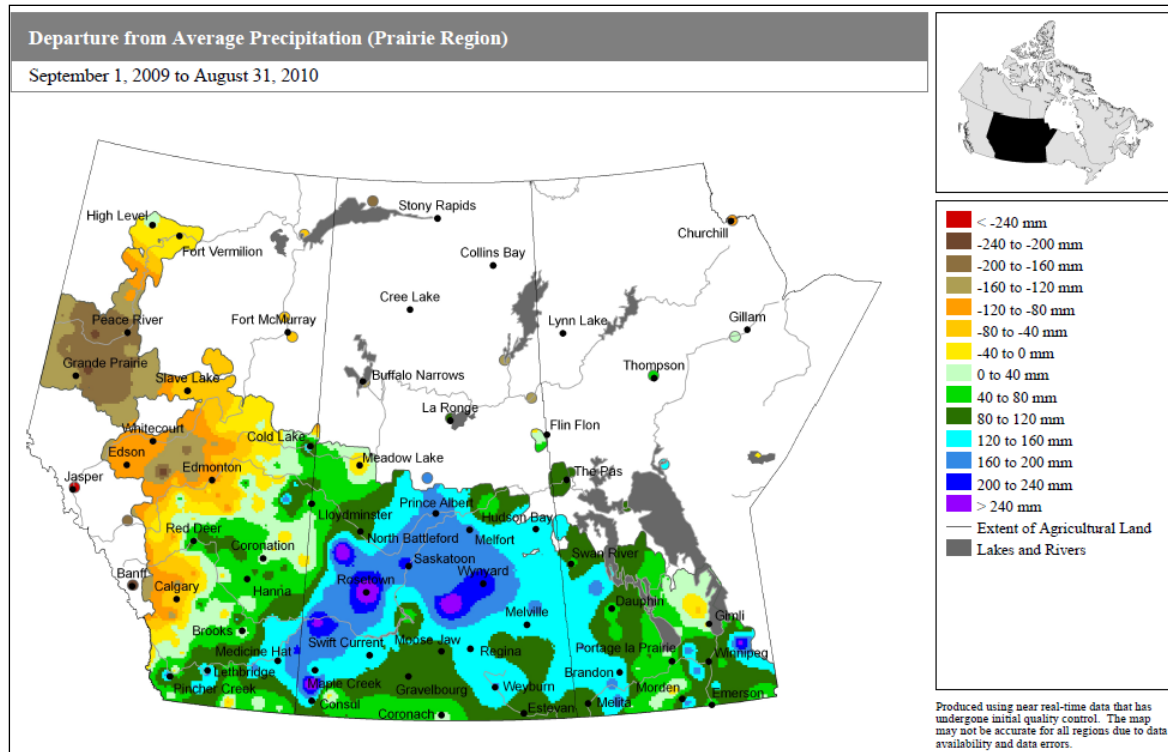 Departure from Average Precipitation (Prairie Region)
September 1, 2009 to August 31, 2010
High Level
Fort Vermilion
Stony Rapids
Churchill
Collins Bay
Peace River
Fort McMurray
Cree Lake
Lynn Lake
Gillam
Grande Prairie
Slave Lake
Buffalo Narrows
Thompson
La Ronge
Whitecourt
Cold Lake
Flin Flon
Edson
Edmonton
Meadow Lake
Jasper
The Pas
Lloydminster
Prince Albert
Hudson Bay
Red Deer
North Battleford
Melfort
Coronation
Saskatoon
Swan River
Banff
Hanna
Rosetown
Wynyard
Calgary
Melville
Dauphin
Gimli
Brooks
Swift Current
Moose Jaw
Regina
Portage la Prairie
Winnipeg
Medicine Hat
Lethbridge
Brandon
Pincher Creek
Maple Creek
Gravelbourg
Weyburn
Morden
Emerson
Consul
Coronach
Estevan
Melita
< -240 mm
-240 to -200 mm
-200 to -160 mm
-160 to -120 mm
-120 to -80 mm
-80 to -40 mm
-40 to 0 mm
0 to 40 mm
40 to 80 mm
80 to 120 mm
120 to 160 mm
160 to 200 mm
200 to 240 mm
> 240 mm
Extent of Agricultural Land
Lakes and Rivers
Produced using near real-time data that has
undergone initial quality control. The map
may not be accurate for all regions due to data
availability and data errors.